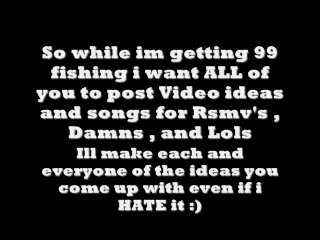 So while im getting 99
fishing i want ALL of
you to post Video ideas
and songs for Rsmv's ,
Damns , and Lols
Ill make each and
everyone of the ideas you
come up with even if i
HATE it :)